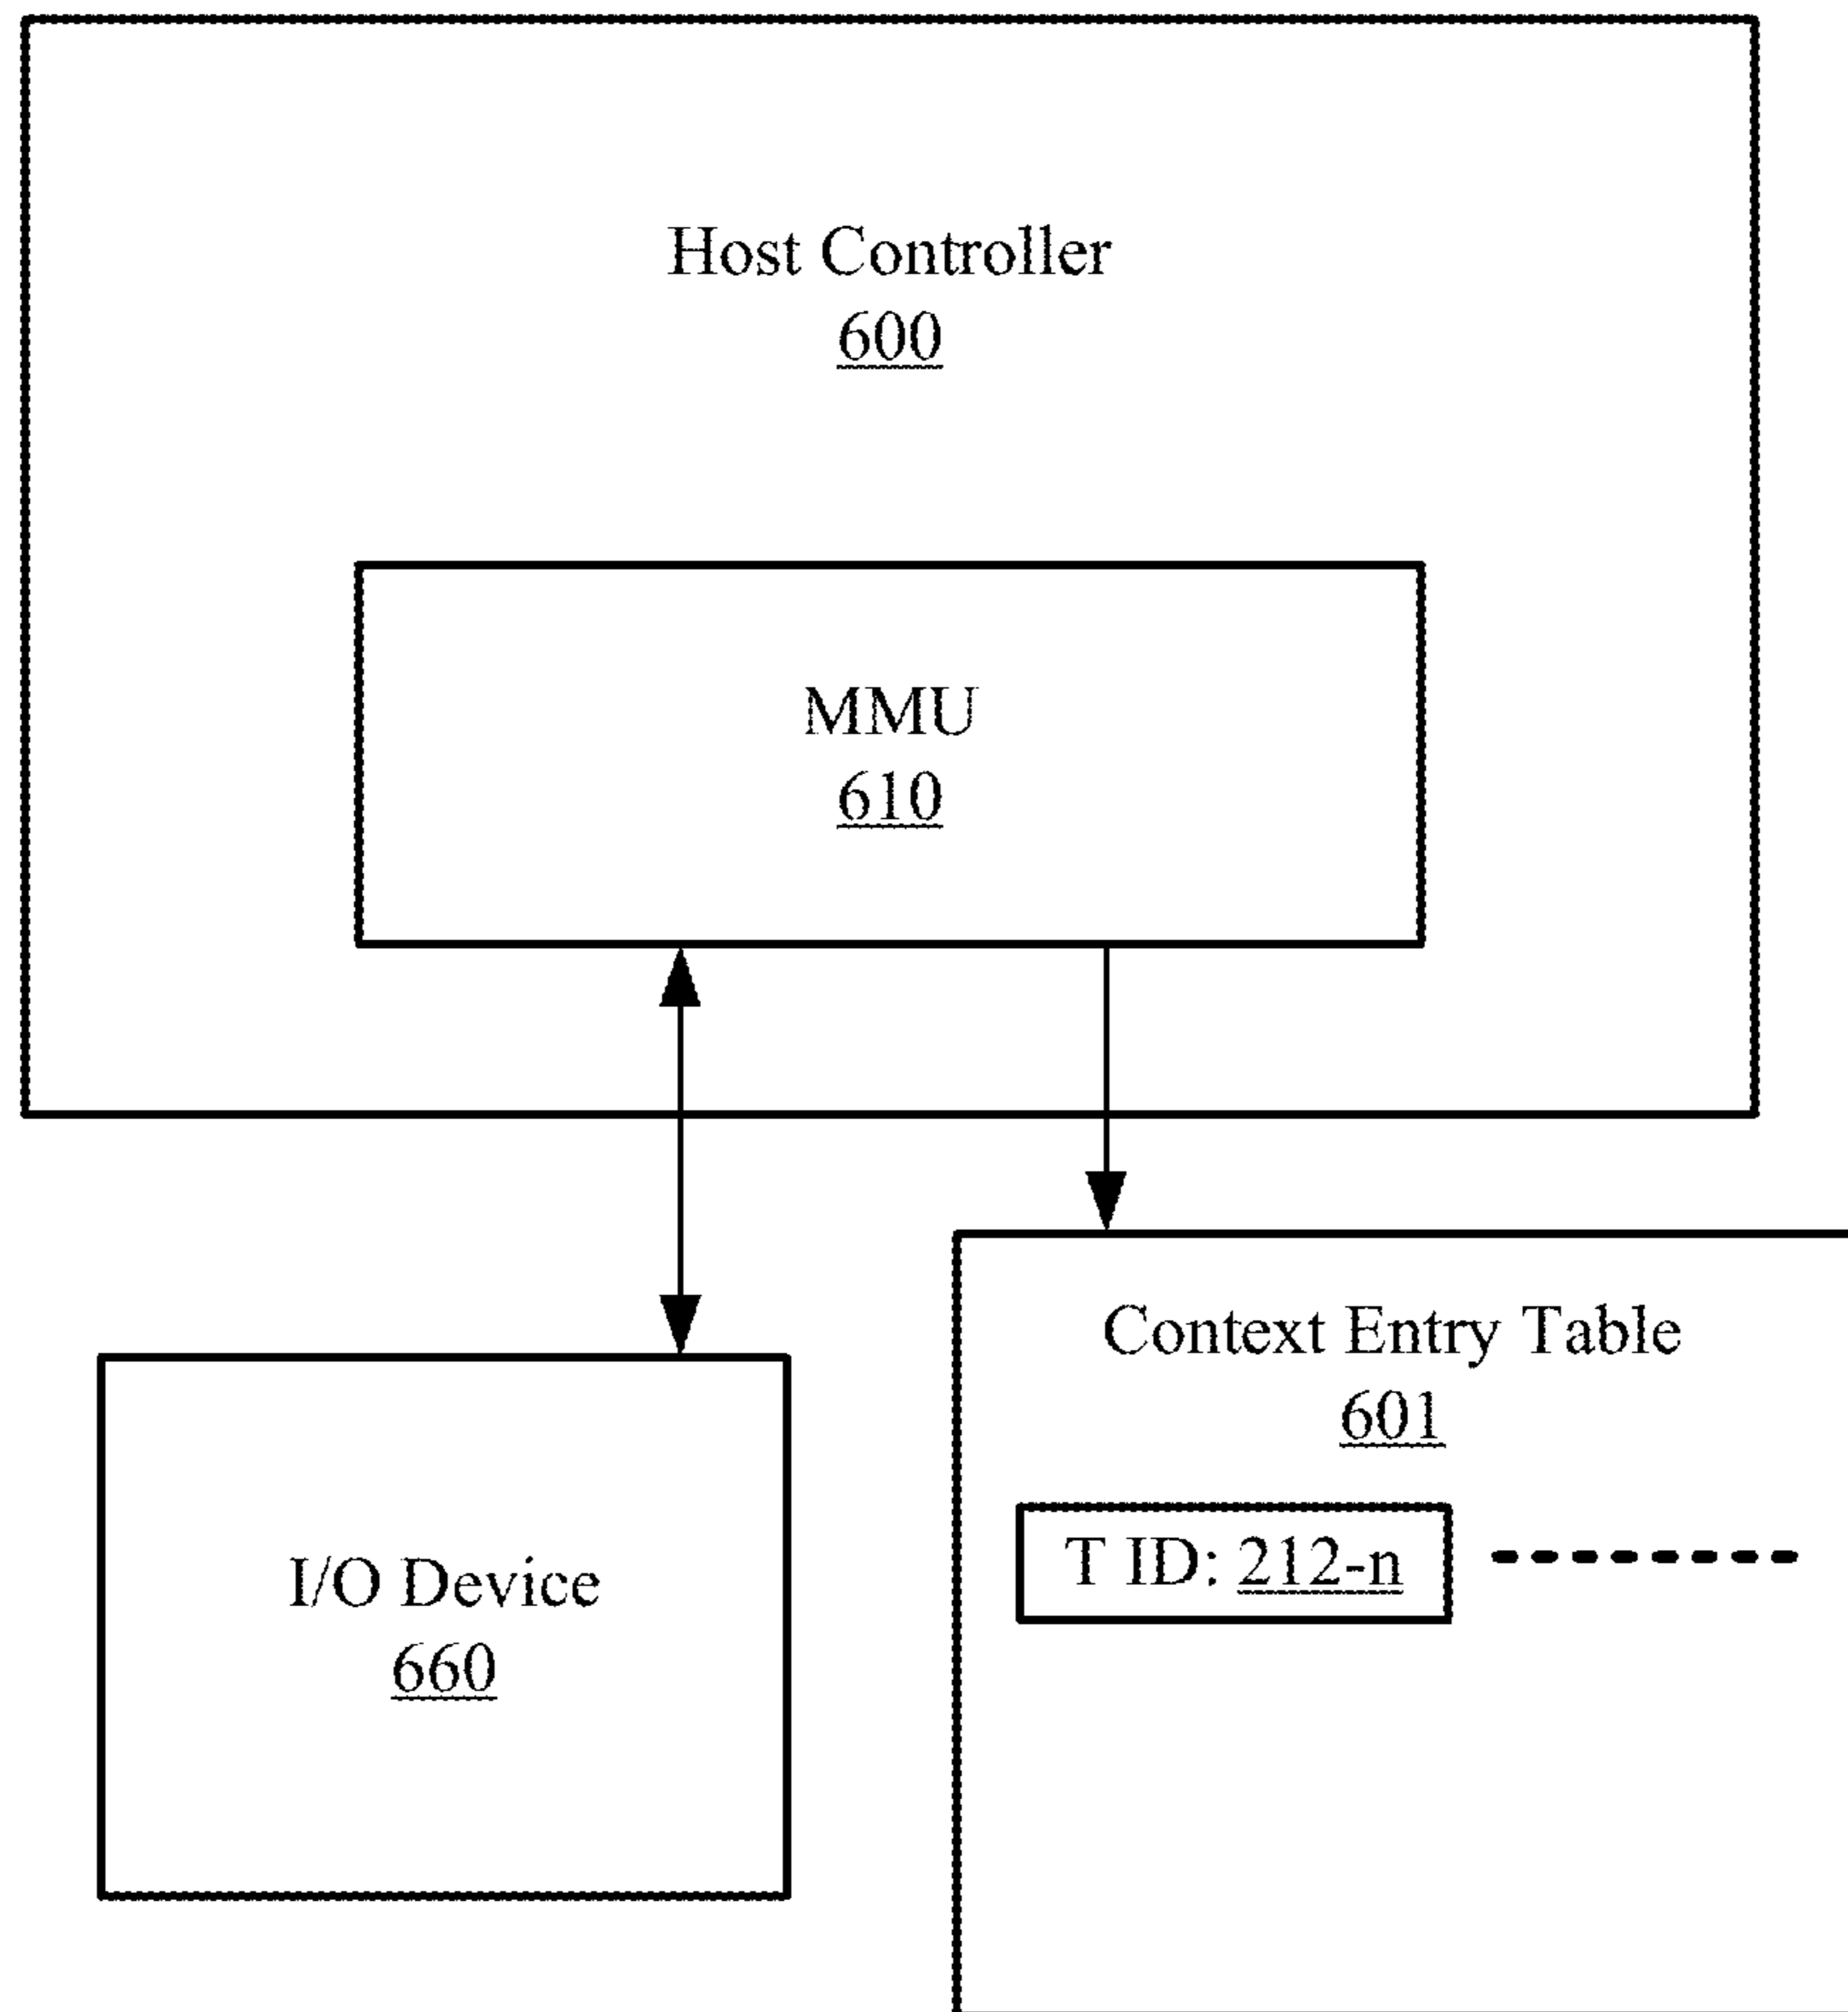 Host Controller
600
MMU
610
Context Entry Table
601
T ID: 212-n
I/O Device
660